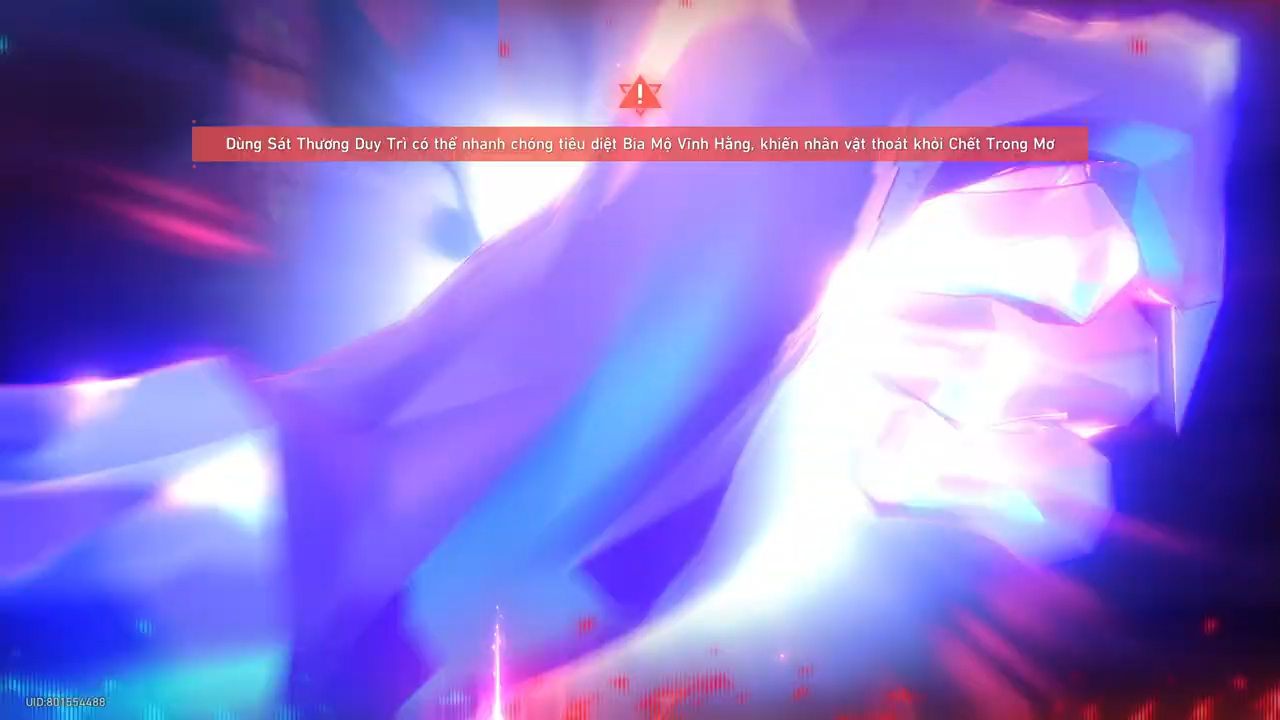 Dùng Sát Thương Duy Trì có thể nhanh chóng tiêu diệt Bia Mộ Vĩnh Hằng, khiến nhân vật thoát khỏi Chết Trong Mơ
UID:801554488